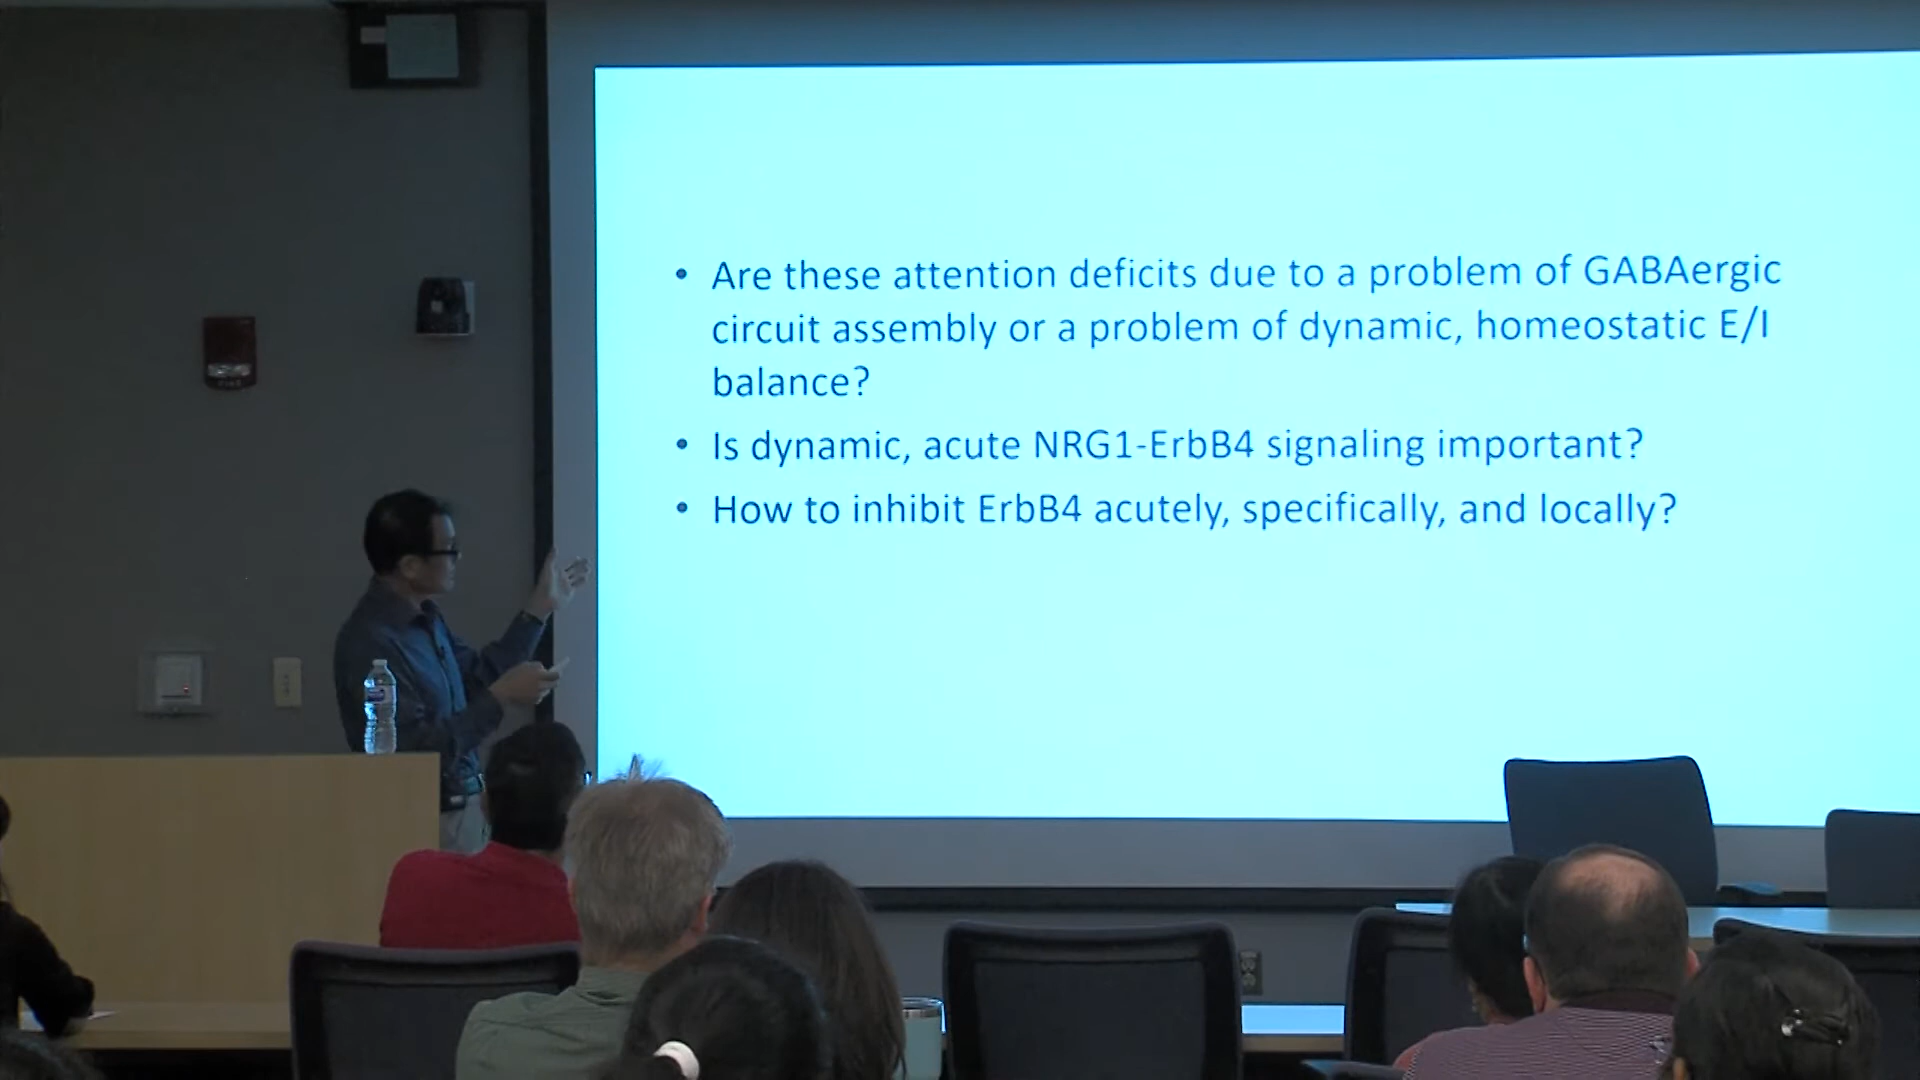 • Are these attention deficits due to a problem of GABAergic
circuit assembly or a problem of dynamic, homeostatic E/I
balance?
• Is dynamic, acute NRG1-ErbB4 signaling important?
• How to inhibit ErbB4 acutely, specifically, and locally?